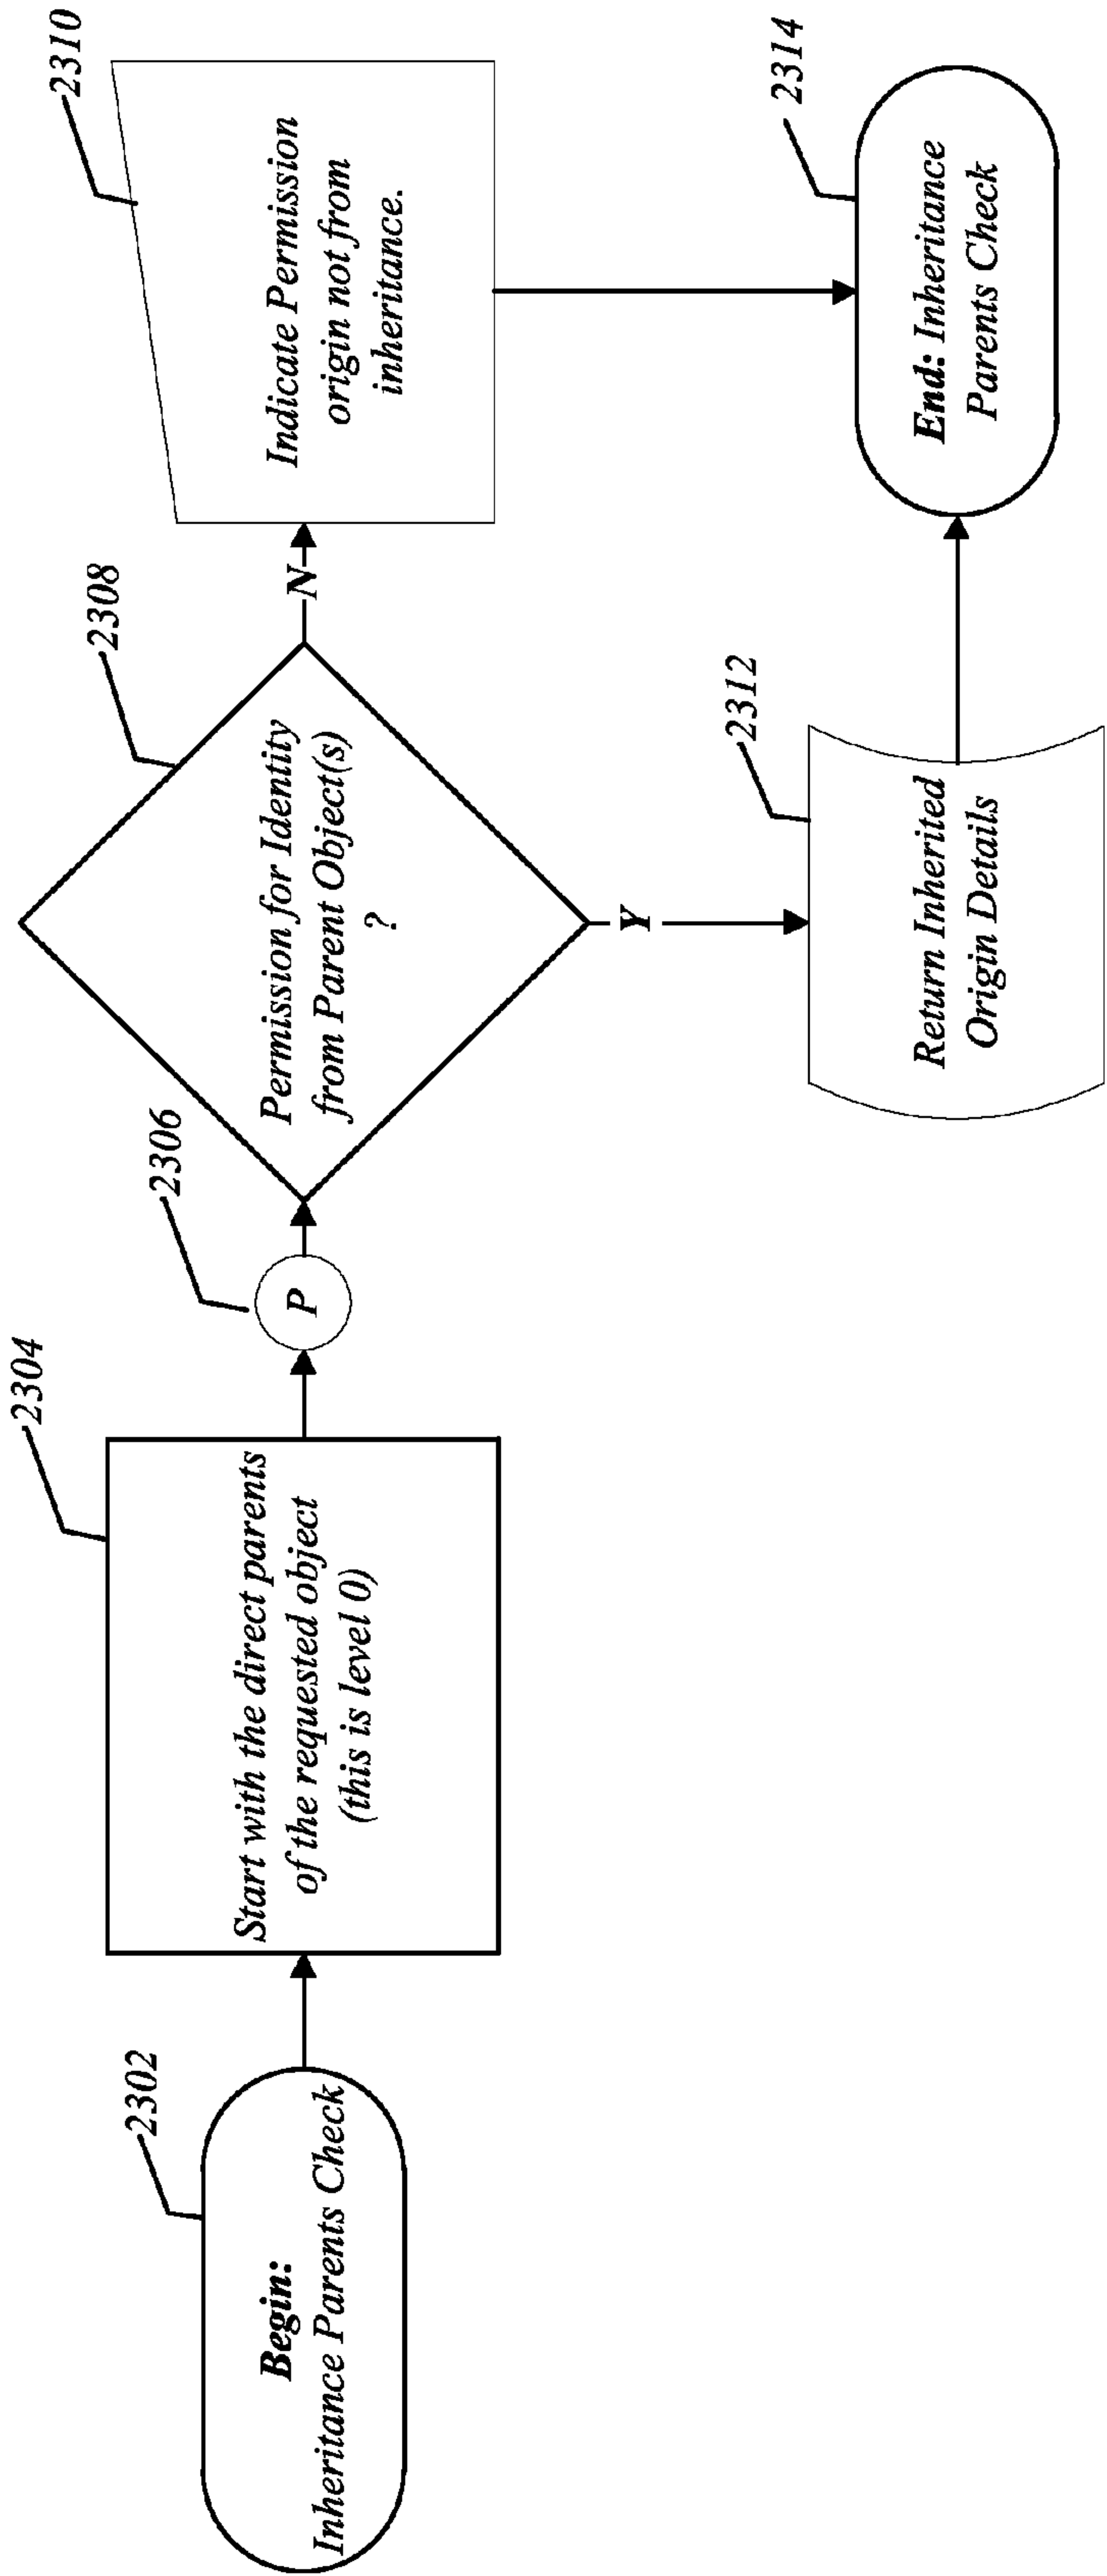 2302
Begin:
Inheritance Parents Check
2304
Start with the direct parents
of the requested object
(this is level 0)
2306
P
2308
Permission for Identity
from Parent Object(s)
?
N
2310
Indicate Permission
origin not from
inheritance.
Y
2312
Return Inherited
Origin Details
2314
End: Inheritance
Parents Check